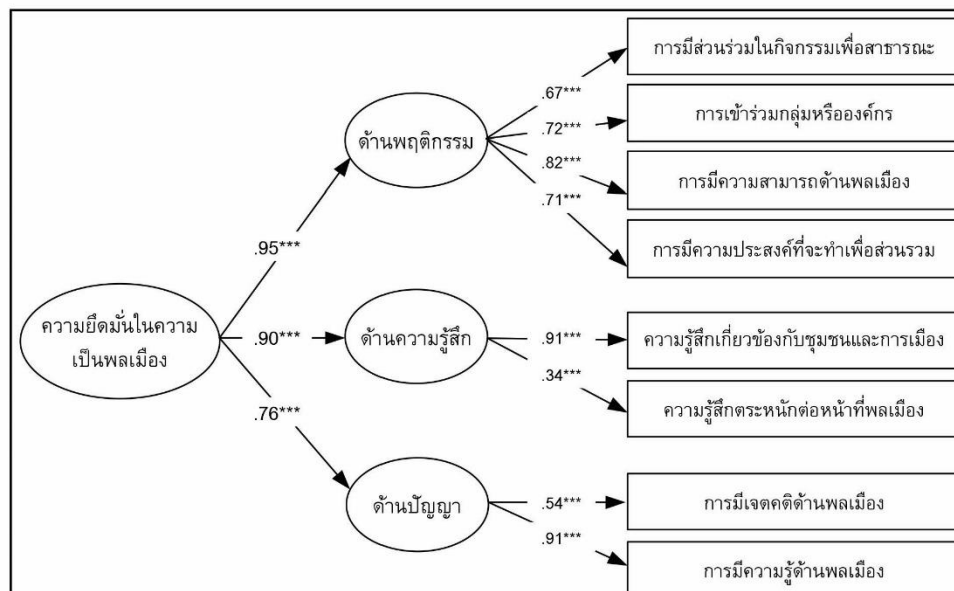 การมีส่วนร่วมในกิจกรรมเพื่อสาธารณะ
.67***
การเข้าร่วมกลุ่มหรือองค์กร
.72***
ด้านพฤติกรรม
.82***
การมีความสามารถด้านพลเมือง
.71***
การมีความประสงค์ที่จะทำเพื่อส่วนรวม
.95***
ความยึดมั่นในความ
เป็นพลเมือง
.90***
ด้านความรู้สึก
.91***
ความรู้สึกเกี่ยวข้องกับชุมชนและการเมือง
.34***
ความรู้สึกตระหนักต่อหน้าที่พลเมือง
.76***
ด้านปัญญา
.54***
การมีเจตคติด้านพลเมือง
.91***
การมีความรู้ด้านพลเมือง